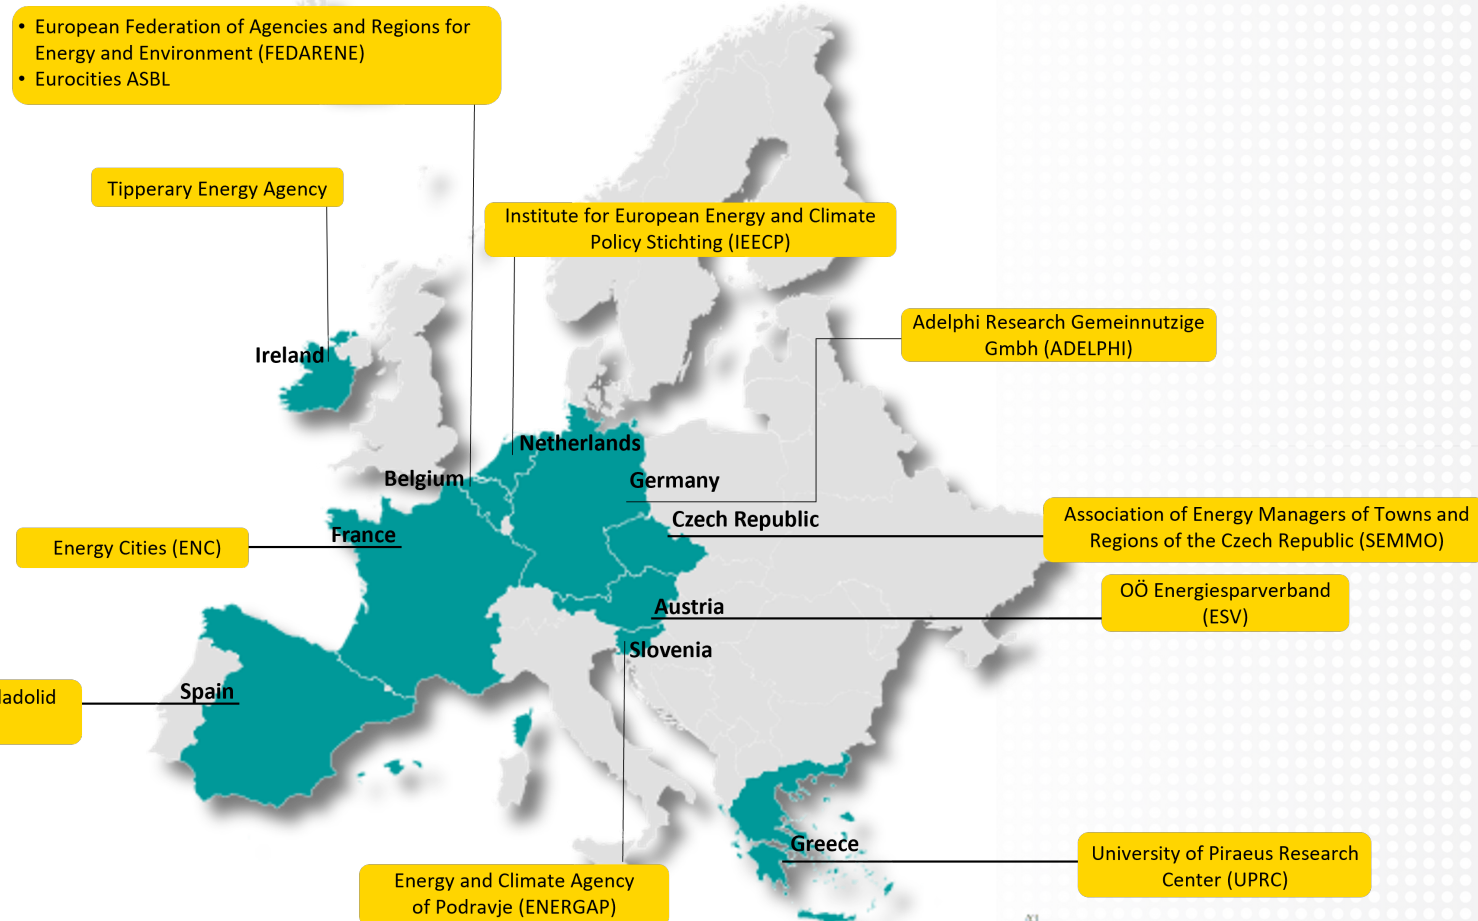 • European Federation of Agencies and Regions for
Energy and Environment (FEDARENE)
• Eurocities ASBL
Tipperary Energy Agency
Institute for European Energy and Climate
Policy Stichting (IEECP)
Adelphi Research Gemeinnutzige
Gmbh (ADELPHI)
Ireland
Netherlands
Belgium
Germany
Czech Republic
Association of Energy Managers of Towns and
Regions of the Czech Republic (SEMMO)
France
Energy Cities (ENC)
OÖ Energiesparverband
(ESV)
Austria
Slovenia
Spain
Greece
University of Piraeus Research
Center (UPRC)
Energy and Climate Agency
of Podravje (ENERGAP)